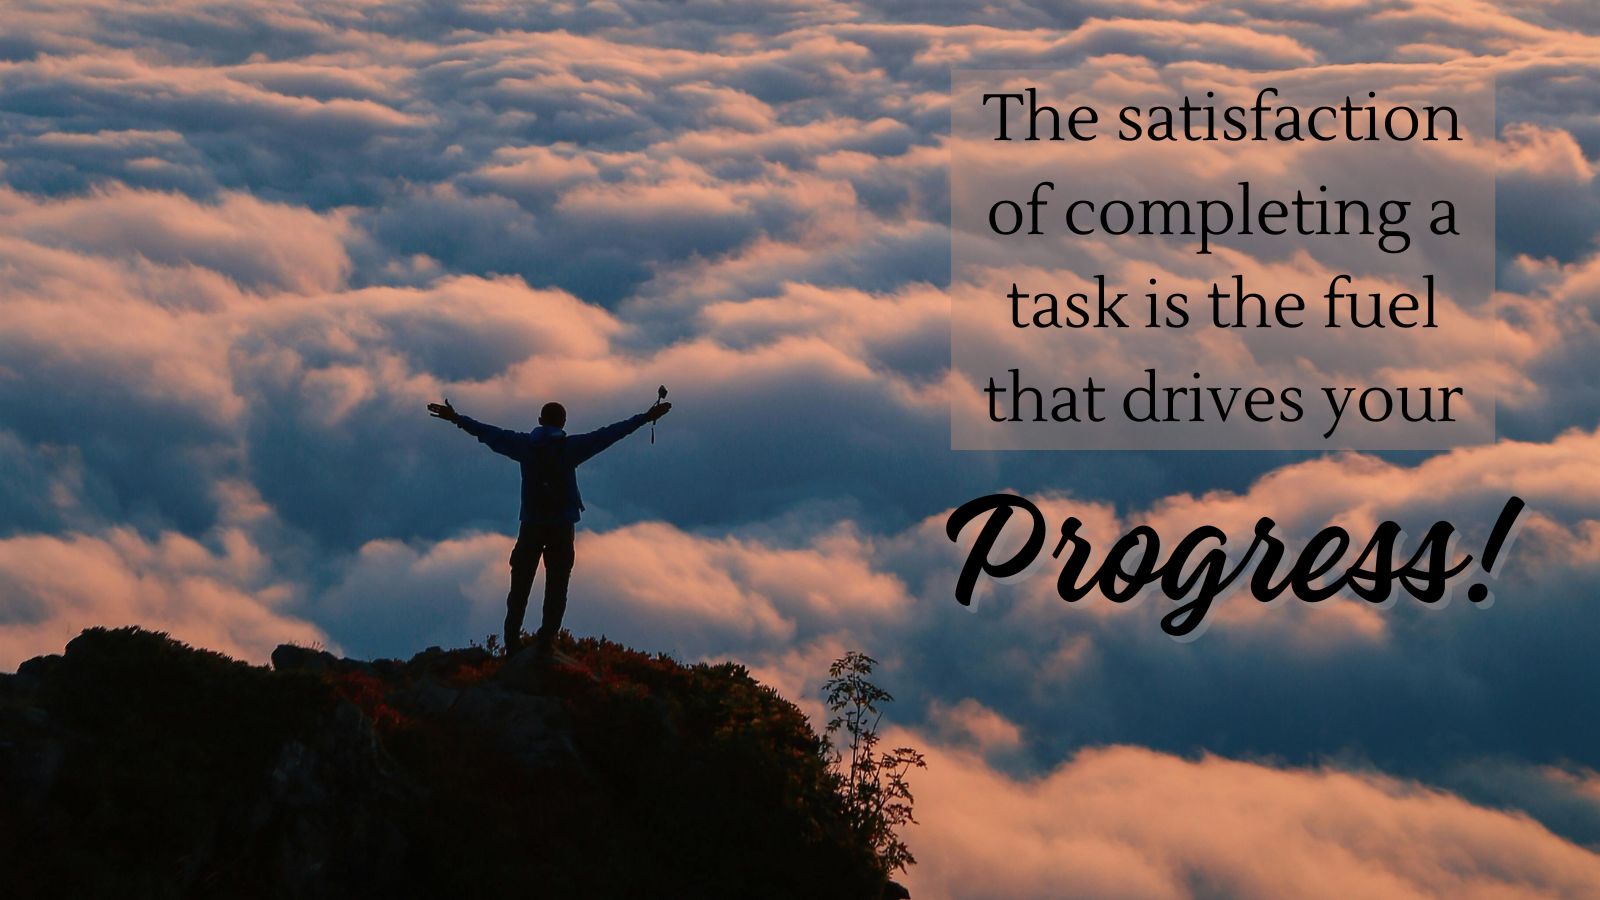 The satisfaction
of completing a
task is the fuel
that drives your
Progress!